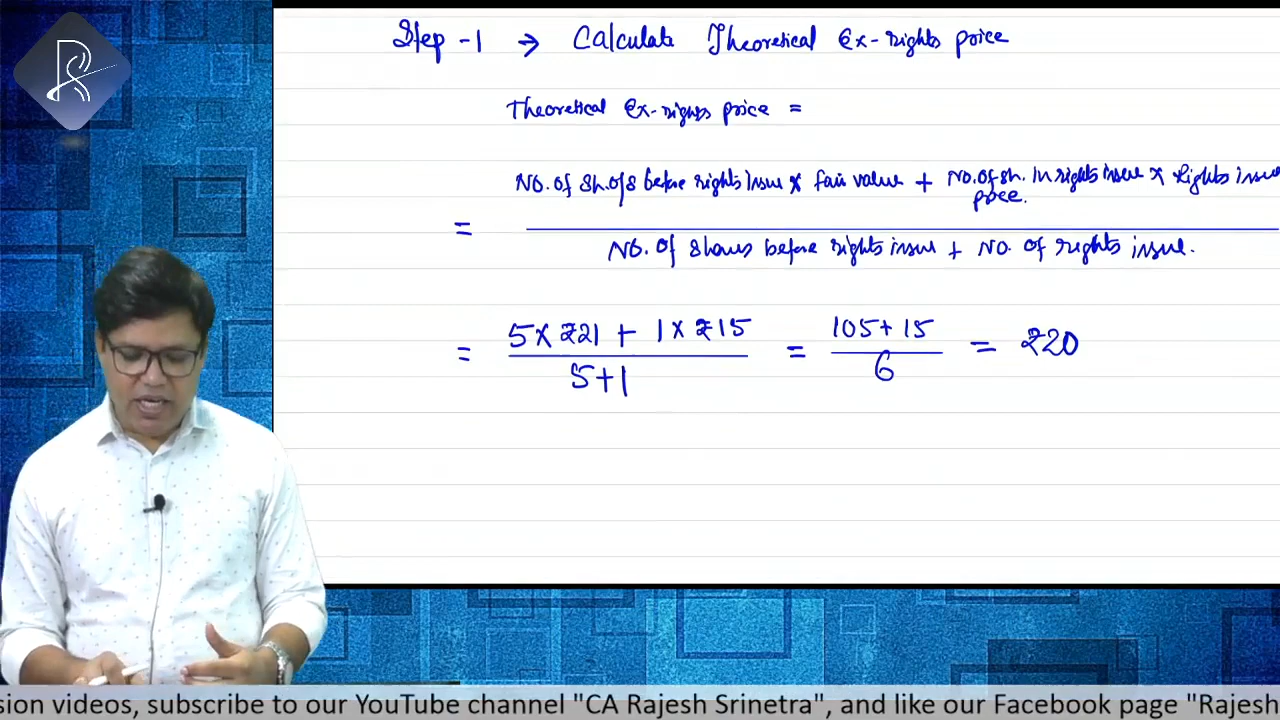 Step -1 → Calculate Theoretical Ex-rights price
Theoretical Ex-rights price =
No. of Sh. o/s before rights issue x fair value + No. of sh. in rights issue x Rights issue
price.
=
No. of shares before rights issue + No. of rights issue.
= 5x ₹21 + 1x ₹15 = 105+15 = ₹20
5+1 6
sion videos, subscribe to our YouTube channel "CA Rajesh Srinetra", and like our Facebook page "Rajesh